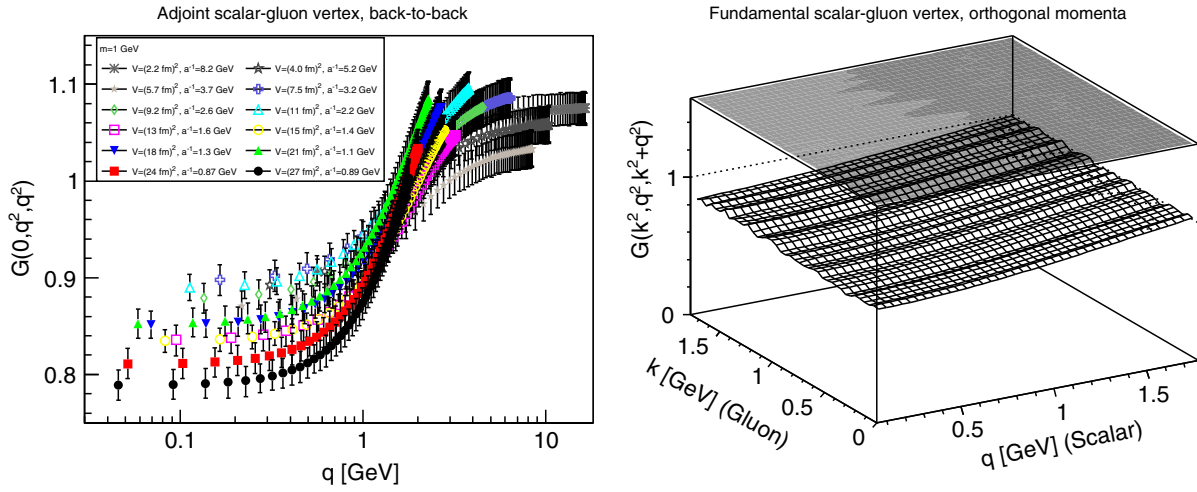 Adjoint scalar-gluon vertex, back-to-back
G(0,q²,q²)
1.1
1
0.9
0.8
m=1 GeV
V=(2.2 fm)², a⁻¹=8.2 GeV
V=(4.0 fm)², a⁻¹=5.2 GeV
V=(5.7 fm)², a⁻¹=3.7 GeV
V=(7.5 fm)², a⁻¹=3.2 GeV
V=(9.2 fm)², a⁻¹=2.6 GeV
V=(11 fm)², a⁻¹=2.2 GeV
V=(13 fm)², a⁻¹=1.6 GeV
V=(15 fm)², a⁻¹=1.4 GeV
V=(18 fm)², a⁻¹=1.3 GeV
V=(21 fm)², a⁻¹=1.1 GeV
V=(24 fm)², a⁻¹=0.87 GeV
V=(27 fm)², a⁻¹=0.89 GeV
0.1 1 10
q [GeV]
Fundamental scalar-gluon vertex, orthogonal momenta
G(k²,q²,k²+q²)
1
0
1.5
1
0.5
0
k [GeV] (Gluon)
0.5
1
1.5
q [GeV] (Scalar)